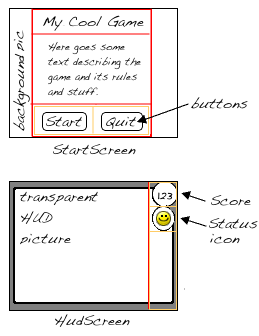 My Cool Game
background pic
Here goes some
text describing the
game and its rules
and stuff.
Start
Quit
buttons
StartScreen
transparent
HUD
picture
123
Score
Status
icon
HudScreen